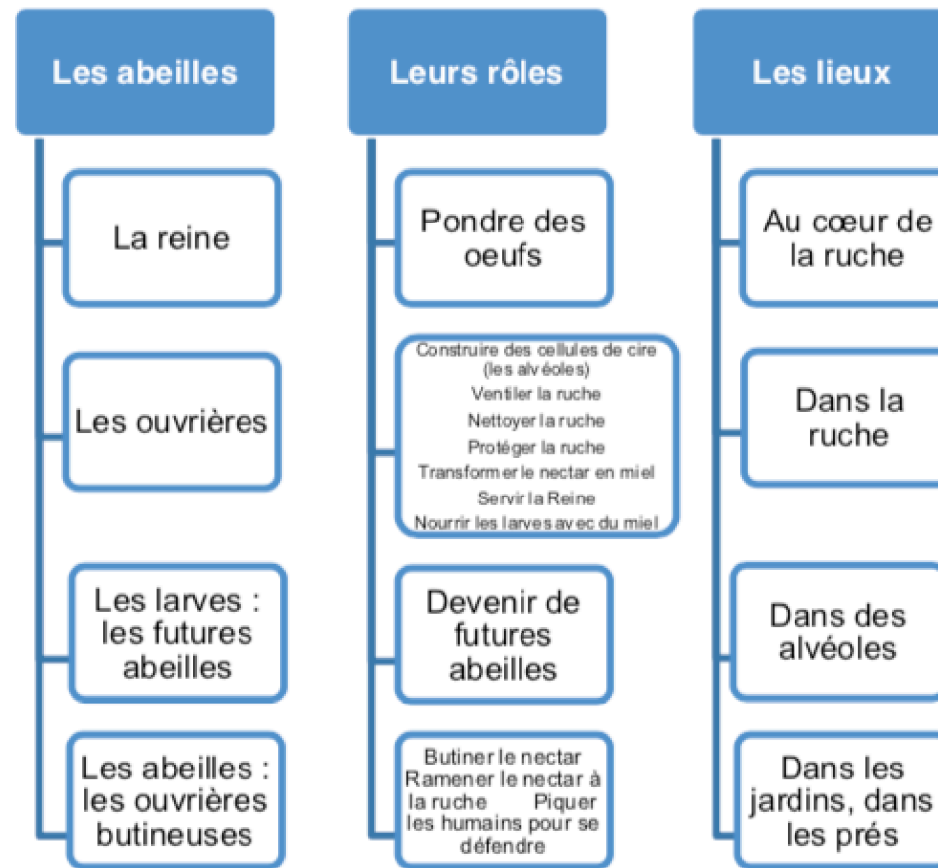 Les abeilles
La reine
Les ouvrières
Les larves :
les futures
abeilles
Les abeilles :
les ouvrières
butineuses
Leurs rôles
Pondre des
oeufs
Construire des cellules de cire
(les alvéoles)
Ventiler la ruche
Nettoyer la ruche
Protéger la ruche
Transformer le nectar en miel
Servir la Reine
Nourrir les larves avec du miel
Devenir de
futures
abeilles
Butiner le nectar
Ramener le nectar à
la ruche Piquer
les humains pour se
défendre
Les lieux
Au cœur de
la ruche
Dans la
ruche
Dans des
alvéoles
Dans les
jardins, dans
les prés